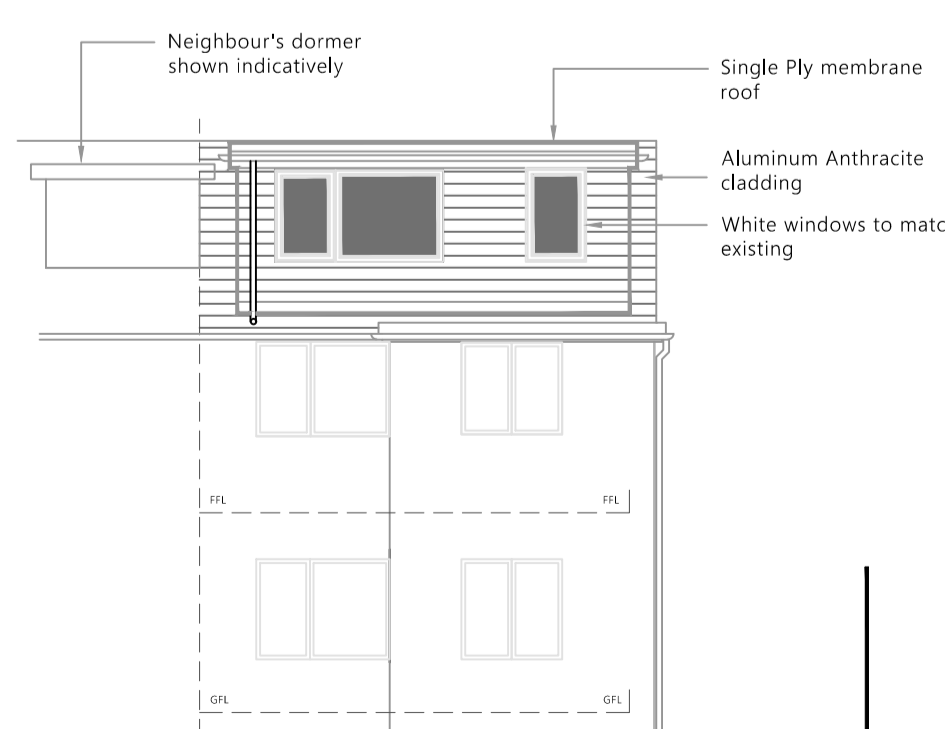 Neighbour's dormer
shown indicatively
Single Ply membrane
roof
Aluminum Anthracite
cladding
White windows to matc
existing
FFL
FFL
GFL
GFL